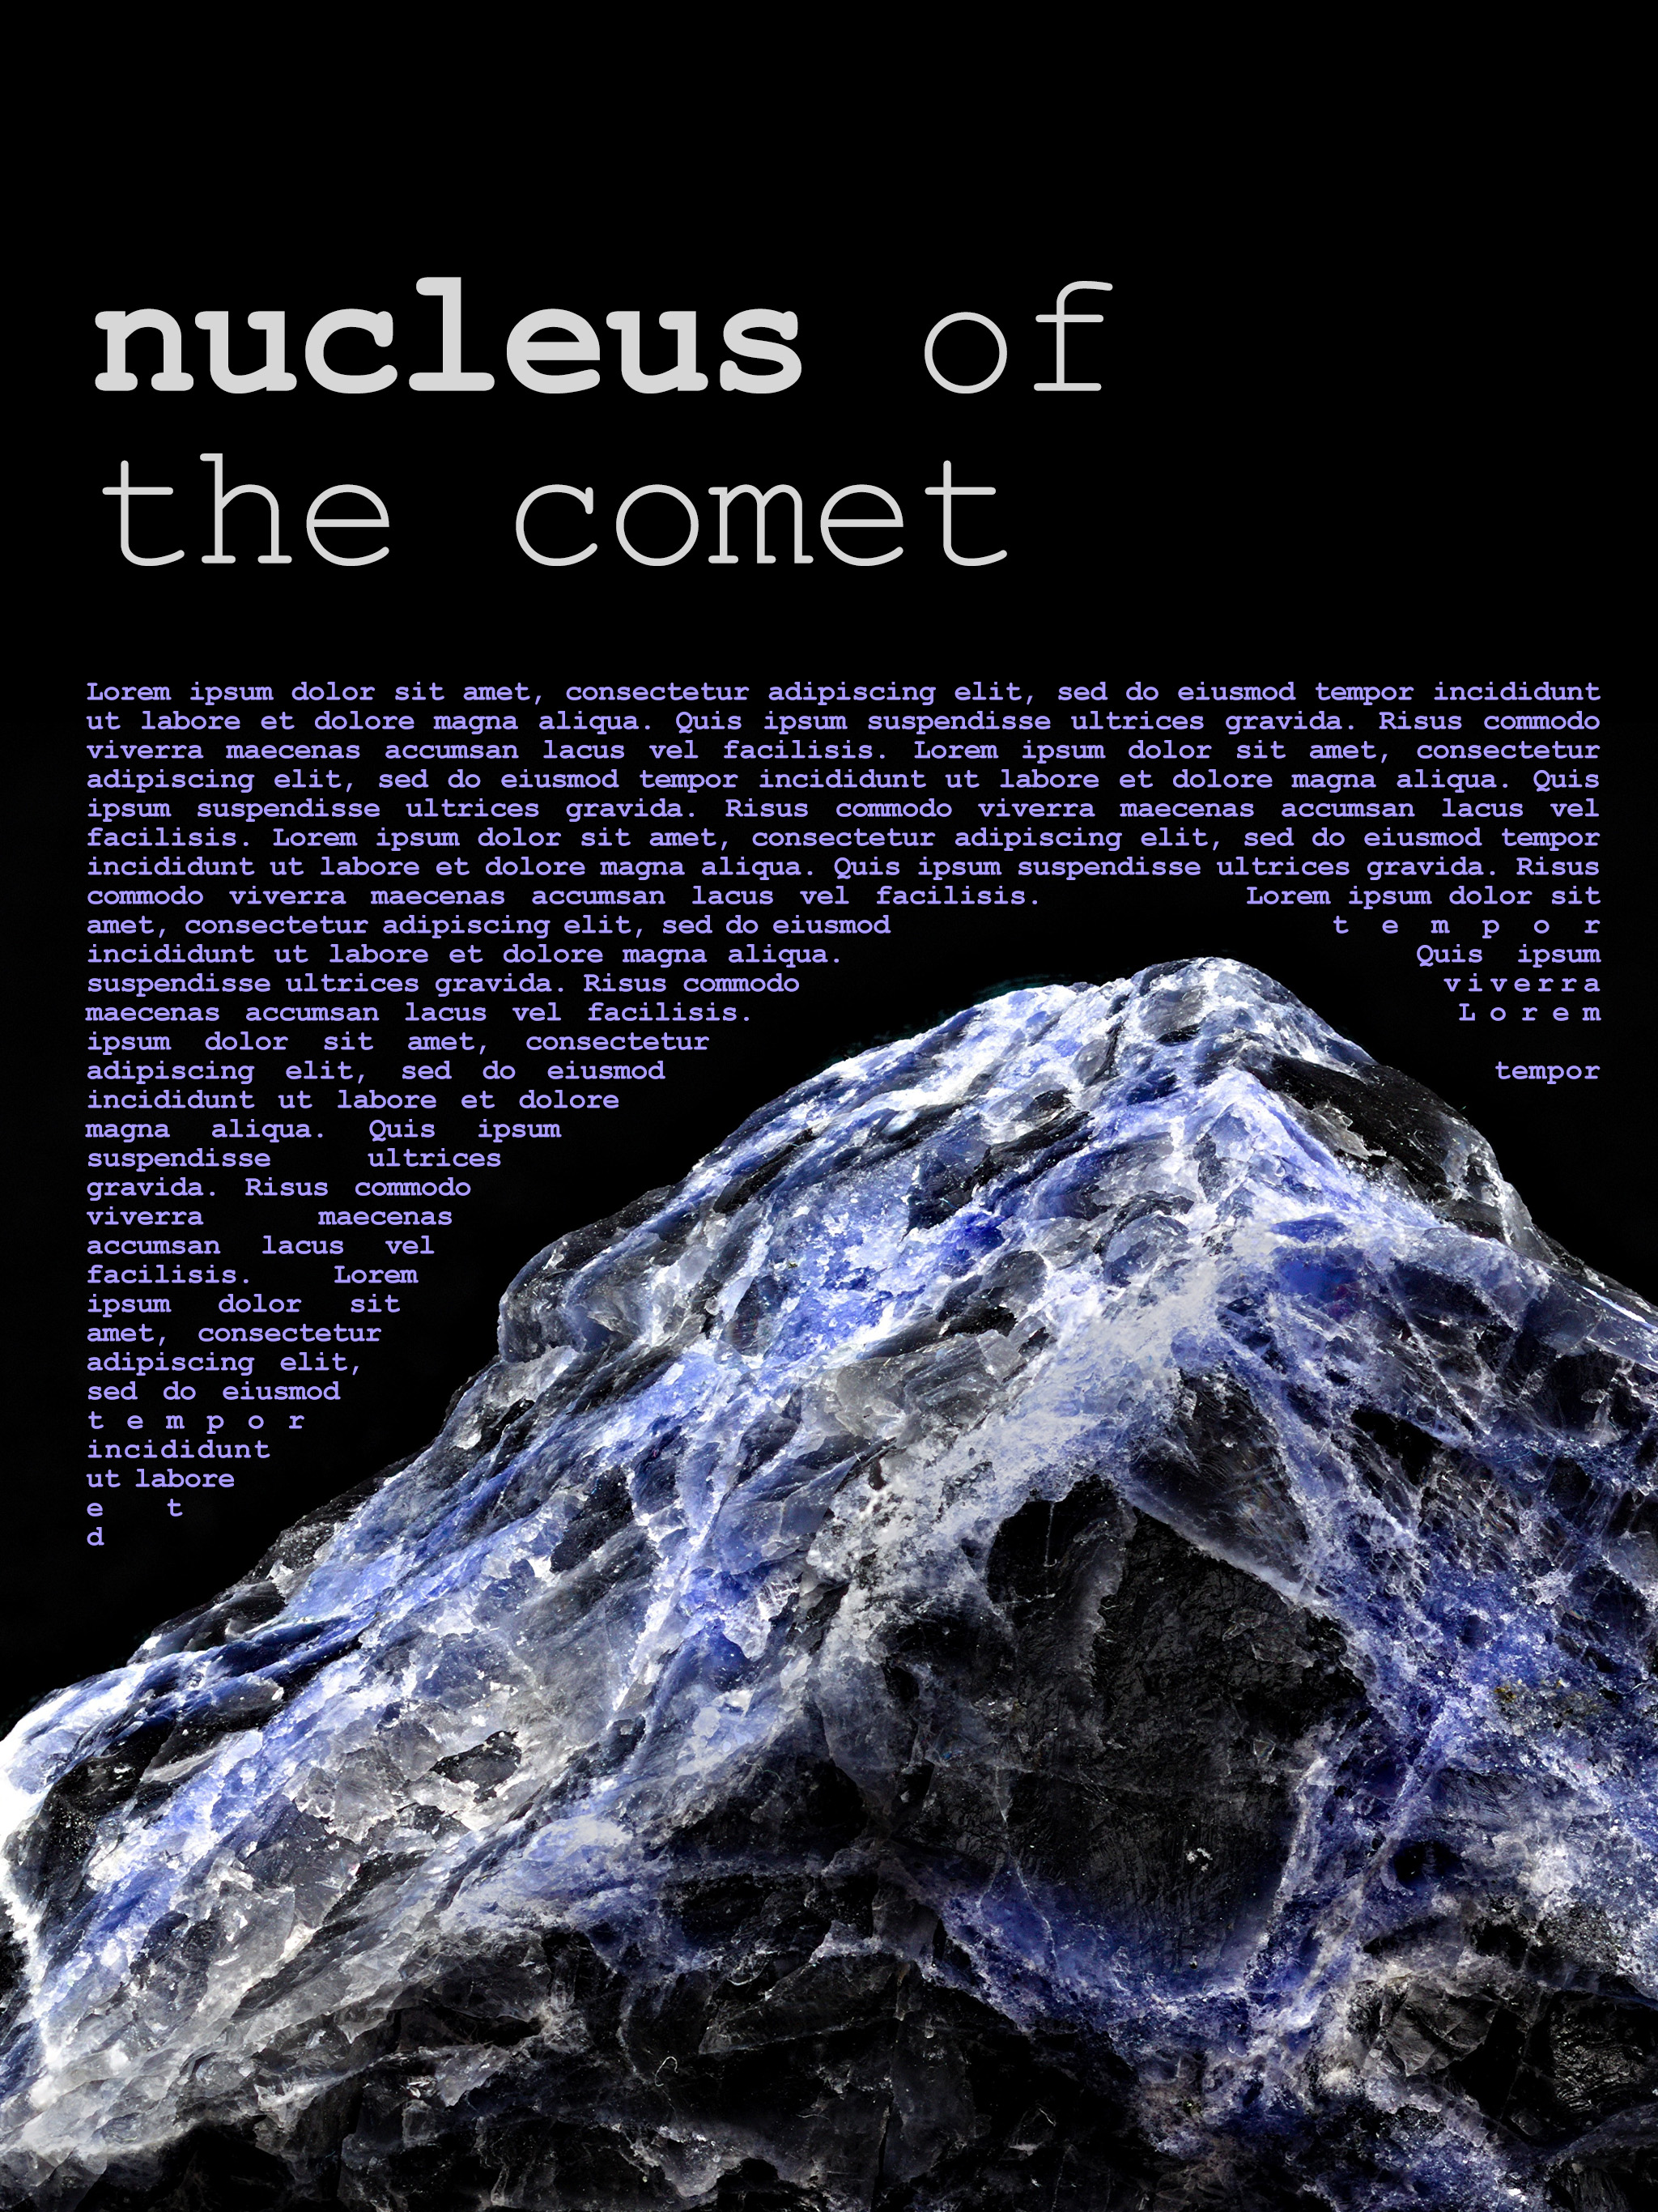 nucleus of
the comet
Lorem ipsum dolor sit amet, consectetur adipiscing elit, sed do eiusmod tempor incididunt
ut labore et dolore magna aliqua. Quis ipsum suspendisse ultrices gravida. Risus commodo
viverra maecenas accumsan lacus vel facilisis. Lorem ipsum dolor sit amet, consectetur
adipiscing elit, sed do eiusmod tempor incididunt ut labore et dolore magna aliqua. Quis
ipsum suspendisse ultrices gravida. Risus commodo viverra maecenas accumsan lacus vel
facilisis. Lorem ipsum dolor sit amet, consectetur adipiscing elit, sed do eiusmod tempor
incididunt ut labore et dolore magna aliqua. Quis ipsum suspendisse ultrices gravida. Risus
commodo viverra maecenas accumsan lacus vel facilisis. Lorem ipsum dolor sit
amet, consectetur adipiscing elit, sed do eiusmod t e m p o r
incididunt ut labore et dolore magna aliqua. Quis ipsum
suspendisse ultrices gravida. Risus commodo viverra
maecenas accumsan lacus vel facilisis. L o r e m
ipsum dolor sit amet, consectetur
adipiscing elit, sed do eiusmod tempor
incididunt ut labore et dolore
magna aliqua. Quis ipsum
suspendisse ultrices
gravida. Risus commodo
viverra maecenas
accumsan lacus vel
facilisis. Lorem
ipsum dolor sit
amet, consectetur
adipiscing elit,
sed do eiusmod
t e m p o r
incididunt
ut labore
e t
d